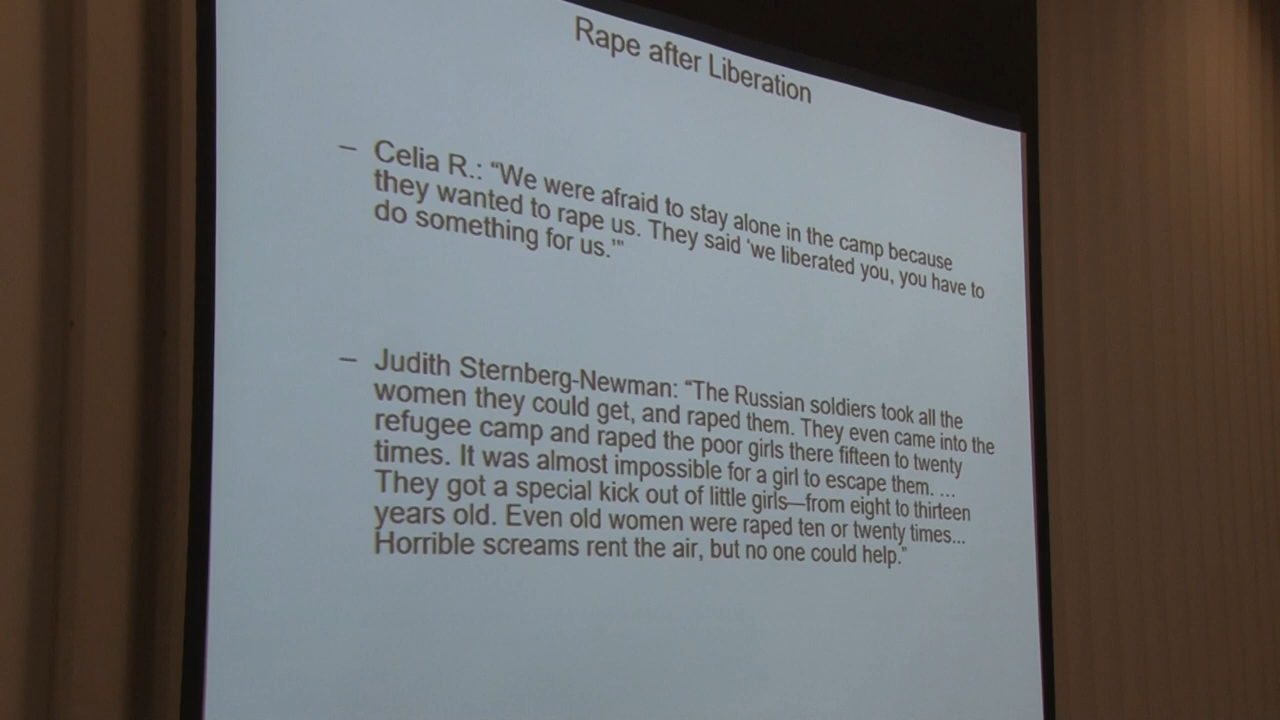 Rape after Liberation
– Celia R.: “We were afraid to stay alone in the camp because
they wanted to rape us. They said ‘we liberated you, you have to
do something for us.’”
– Judith Sternberg-Newman: “The Russian soldiers took all the
women they could get, and raped them. They even came into the
refugee camp and raped the poor girls there fifteen to twenty
times. It was almost impossible for a girl to escape them. ...
They got a special kick out of little girls—from eight to thirteen
years old. Even old women were raped ten or twenty times...
Horrible screams rent the air, but no one could help.”